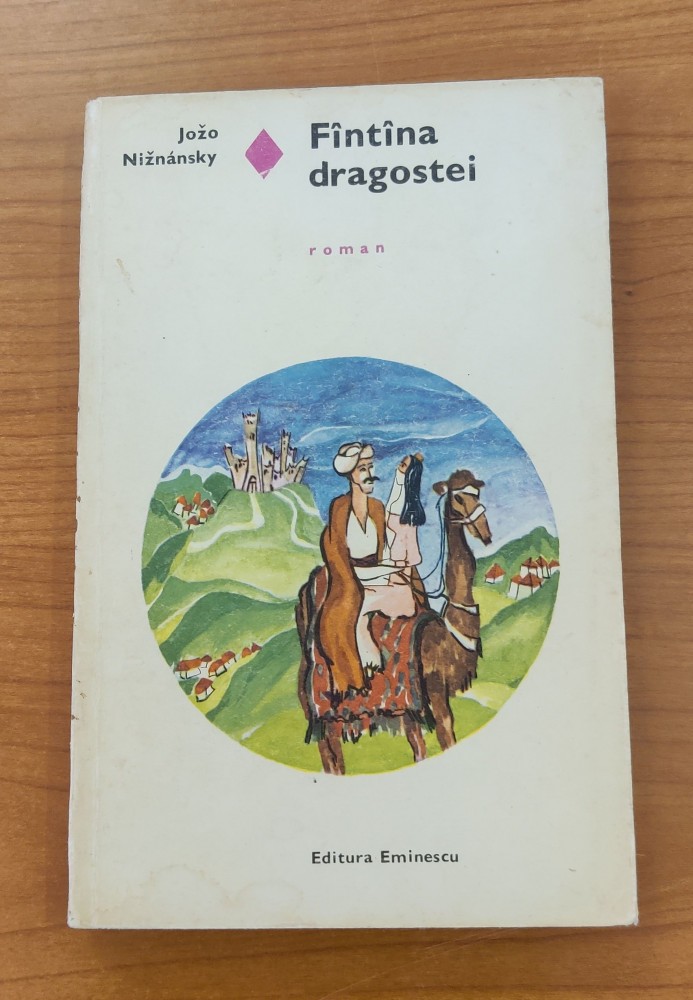 Jožo
Nižnánsky
Fîntîna
dragostei
roman
Editura Eminescu